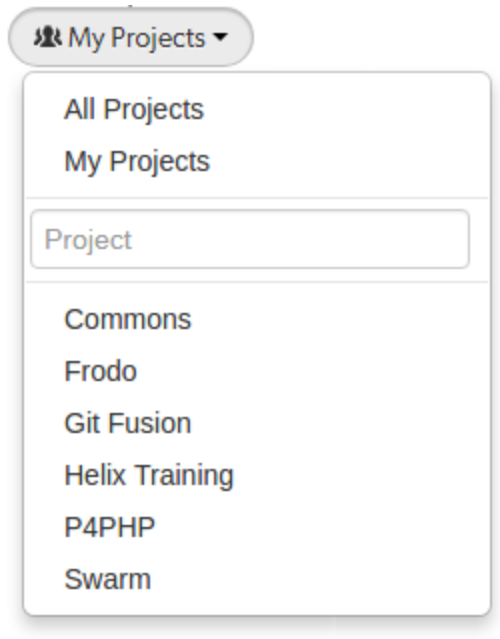 My Projects
All Projects
My Projects
Project
Commons
Frodo
Git Fusion
Helix Training
P4PHP
Swarm